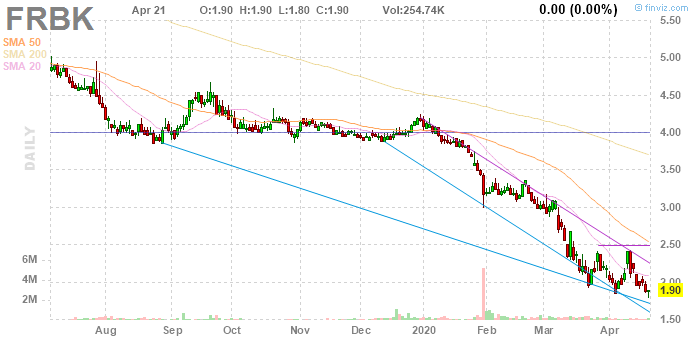 FRBK Apr 21 O:1.90 H:1.90 L:1.80 C:1.90 Vol:254.74K 0.00 (0.00%) © finviz.com
SMA 50
SMA 200
SMA 20
DAILY
5.50
5.00
4.50
4.00
3.50
3.00
2.50
2.00
1.90
1.50
6M
4M
2M
Aug Sep Oct Nov Dec 2020 Feb Mar Apr